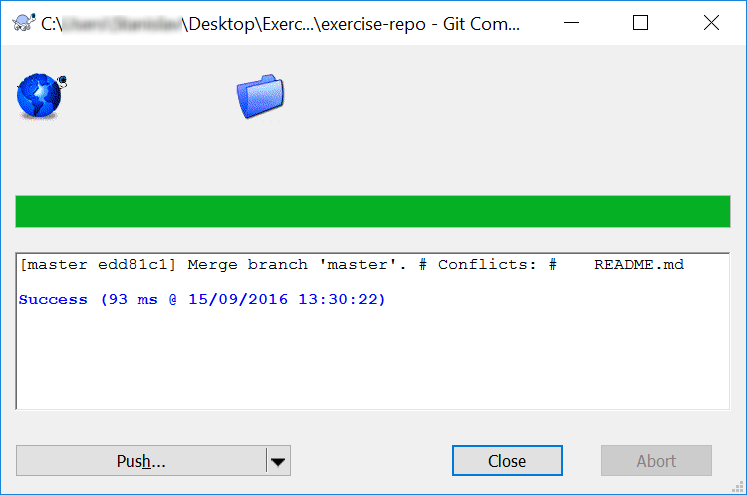 C:\ \Desktop\Exerc...\exercise-repo - Git Com...
[master edd81c1] Merge branch 'master'. # Conflicts: #    README.md
Success (93 ms @ 15/09/2016 13:30:22)
Push...
Close
Abort